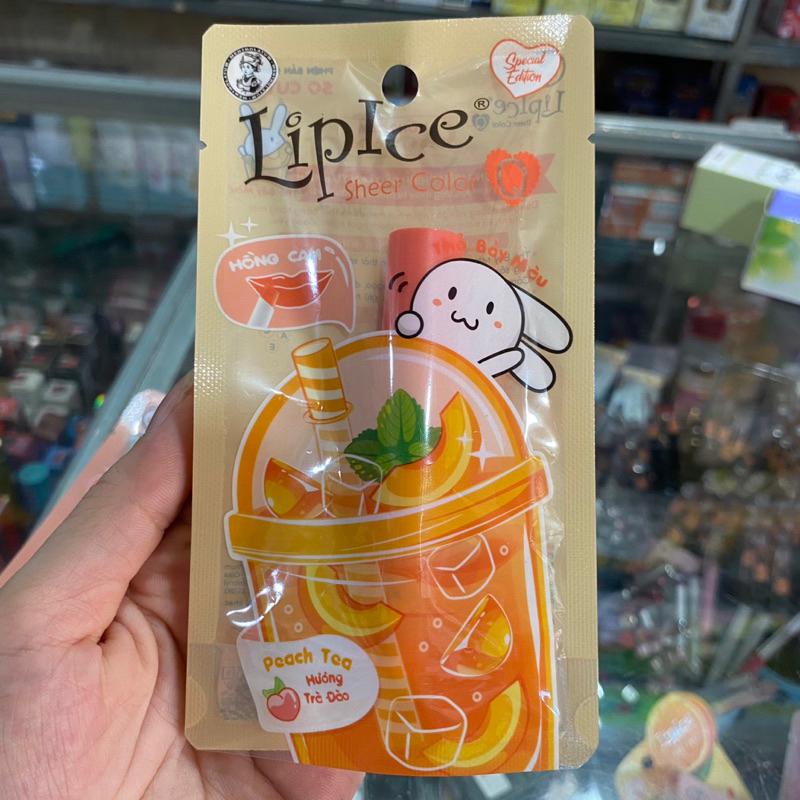 Special
Edition
LipIce®
Sheer Color Q
HỒNG CAM
Thỏ Bảy Màu
Peach Tea
Hương
Trà Đào